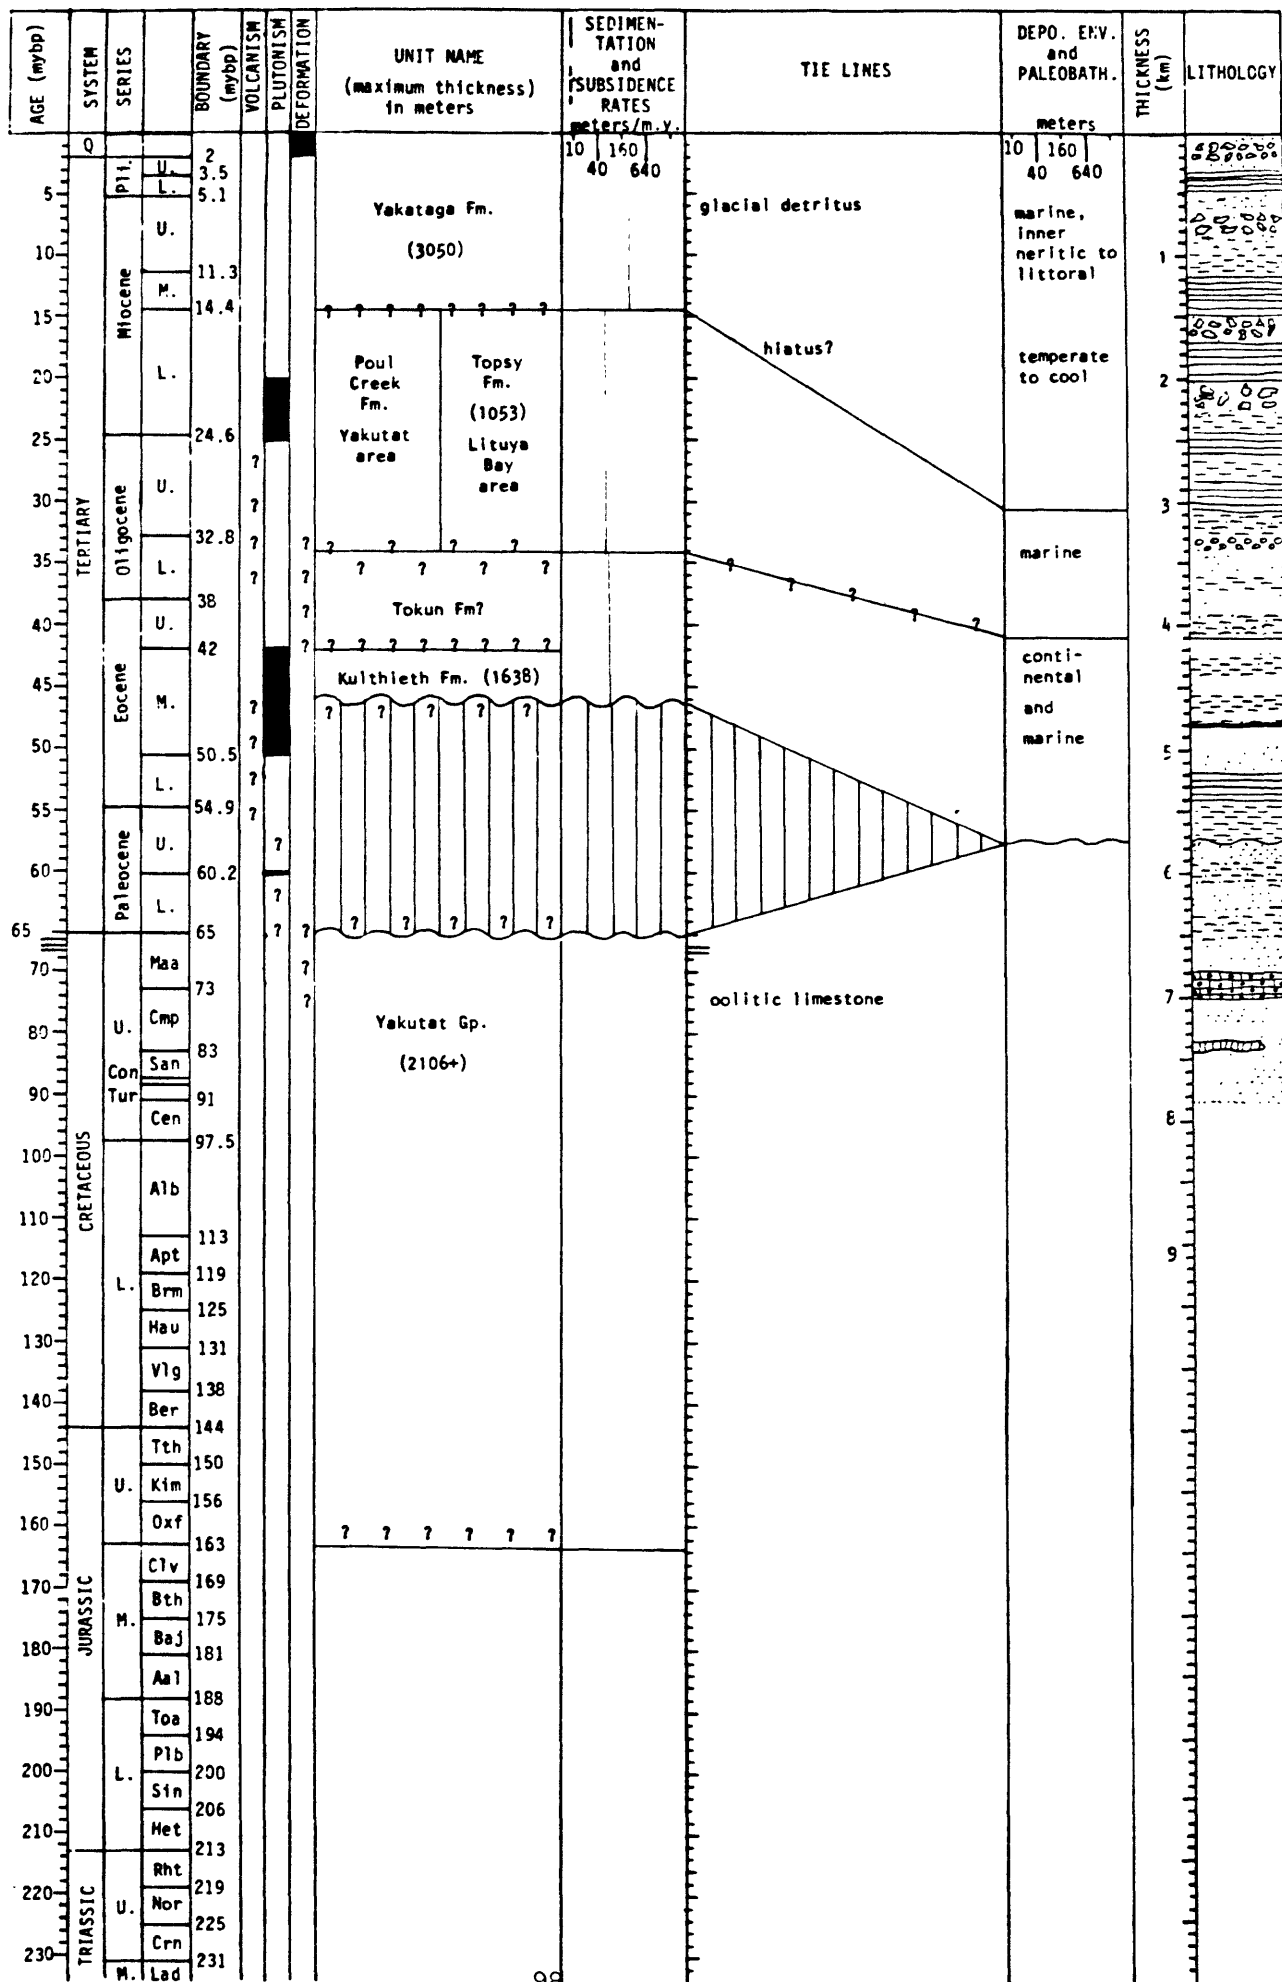 AGE (mybp)
SYSTEM
SERIES
BOUNDARY
(mybp)
VOLCANISM
PLUTONISM
DEFORMATION
UNIT NAME
(maximum thickness)
in meters
SEDIMEN-
TATION
and
SUBSIDENCE
RATES
meters/m.y.
TIE LINES
DEPO. ENV.
and
PALEOBATH.
meters
THICKNESS
(km)
LITHOLOGY
10 160
40 640
10 160
40 640
5
10
15
20
25
30
35
40
45
50
55
60
65
70
80
90
100
110
120
130
140
150
160
170
180
190
200
210
220
230
Q
TERTIARY
CRETACEOUS
JURASSIC
TRIASSIC
Pli.
Miocene
Oligocene
Eocene
Paleocene
U.
Con
Tur
L.
U.
M.
L.
U.
M.
U.
L.
U.
M.
L.
U.
L.
U.
M.
L.
U.
L.
Maa
Cmp
San
Cen
Alb
Apt
Brm
Hau
Vlg
Ber
Tth
Kim
Oxf
Clv
Bth
Baj
Aal
Toa
Plb
Sin
Het
Rht
Nor
Crn
Lad
2
3.5
5.1
11.3
14.4
24.6
32.8
38
42
50.5
54.9
60.2
65
73
83
91
97.5
113
119
125
131
138
144
150
156
163
169
175
181
188
194
200
206
213
219
225
231
? ? ? ? ? ? ? ?
? ? ?
? ? ? ? ? ? ?
Yakataga Fm.
(3050)
? ? ? ? ? ? ?
Poul
Creek
Fm.
Yakutat
area
Topsy
Fm.
(1053)
Lituya
Bay
area
? ? ? ?
? ? ? ?
Tokun Fm?
? ? ? ? ? ? ? ?
Kulthieth Fm. (1638)
? ? ? ? ?
? ? ? ? ?
Yakutat Gp.
(2106+)
? ? ? ? ? ?
glacial detritus
hiatus?
? ? ? ? ?
oolitic limestone
marine,
inner
neritic to
littoral
temperate
to cool
marine
conti-
nental
and
marine
1
2
3
4
5
6
7
8
9
99